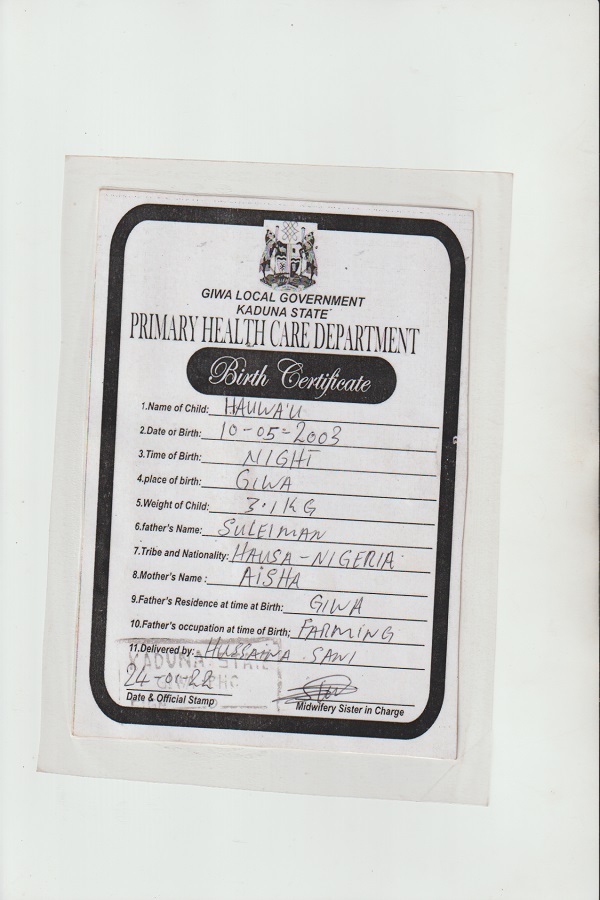 GIWA LOCAL GOVERNMENT
KADUNA STATE
PRIMARY HEALTH CARE DEPARTMENT
Birth Certificate
1.Name of Child: HAUWA'U
2.Date or Birth: 10-05-2003
3.Time of Birth: NIGHT
4.place of birth: GIWA
5.Weight of Child: 3.1KG
6.father's Name: SULEIMAN
7.Tribe and Nationality: HAUSA-NIGERIA
8.Mother's Name : AISHA
9.Father's Residence at time at Birth: GIWA
10.Father's occupation at time of Birth; FARMING
11.Delivered by: HUSSAINA SANI
KADUNA STATE
24-01-22
Date & Official Stamp
Midwifery Sister in Charge